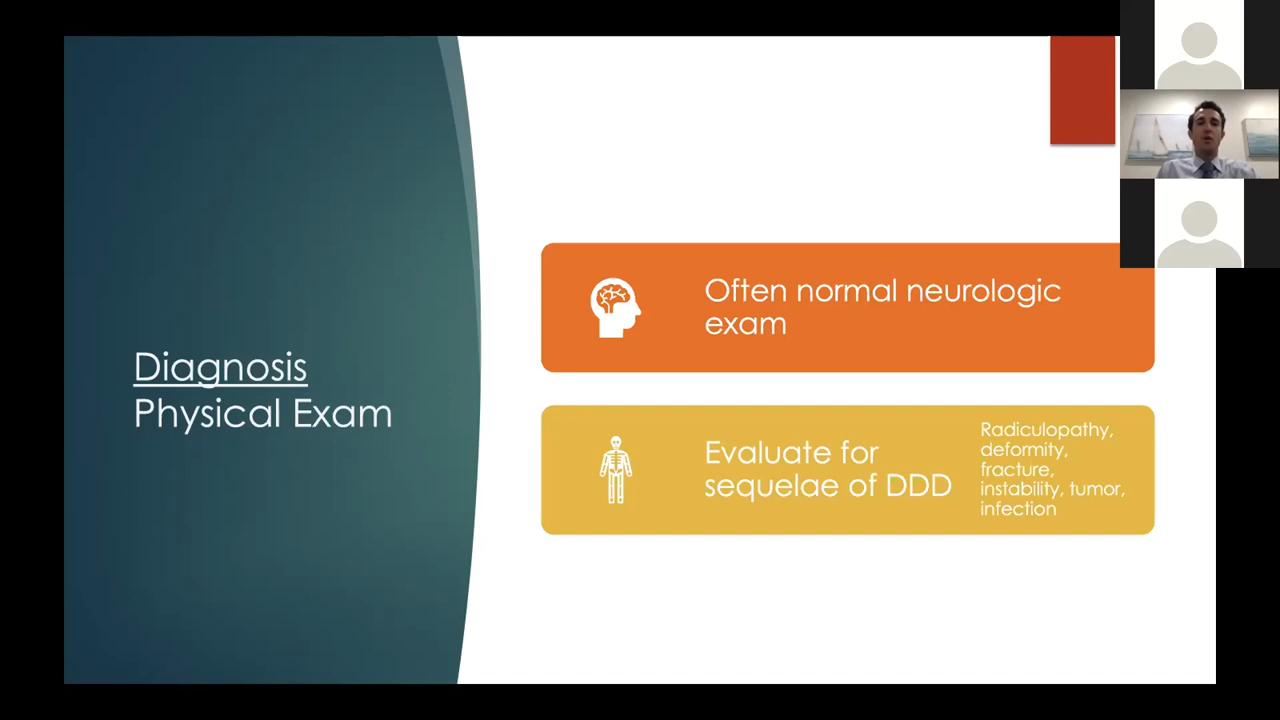 Diagnosis
Physical Exam
Often normal neurologic
exam
Evaluate for
sequelae of DDD
Radiculopathy,
deformity,
fracture,
instability, tumor,
infection